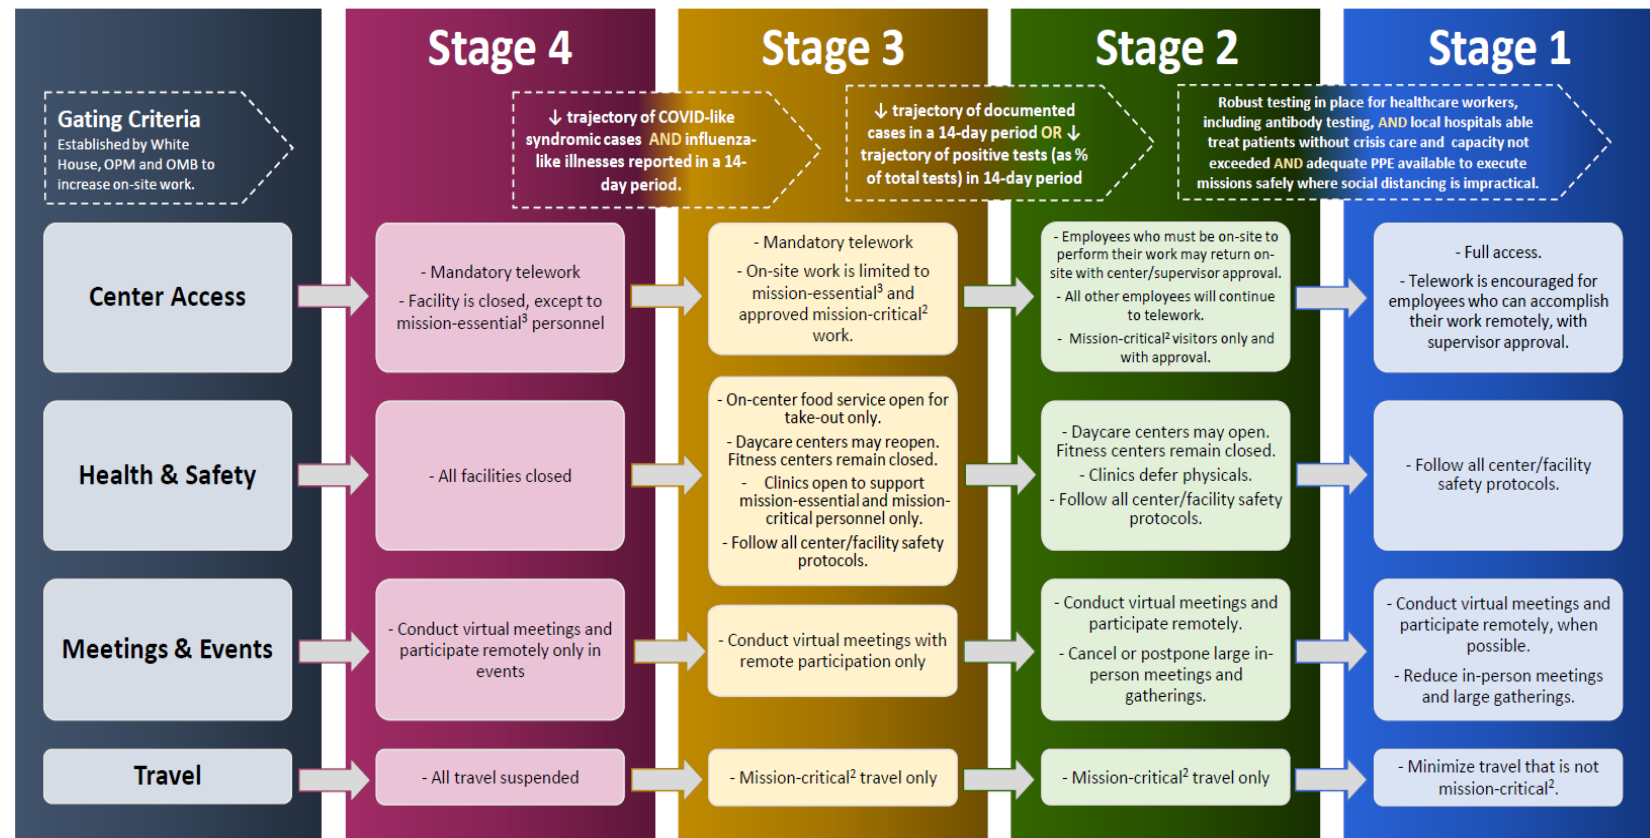 Stage 4
Stage 3
Stage 2
Stage 1
Gating Criteria
Established by White
House, OPM and OMB to
increase on-site work.
↓ trajectory of COVID-like
syndromic cases AND influenza-
like illnesses reported in a 14-
day period.
↓ trajectory of documented
cases in a 14-day period OR ↓
trajectory of positive tests (as %
of total tests) in 14-day period
Robust testing in place for healthcare workers,
including antibody testing, AND local hospitals able
treat patients without crisis care and capacity not
exceeded AND adequate PPE available to execute
missions safely where social distancing is impractical.
Center Access
- Mandatory telework
- Facility is closed, except to
mission-essential³ personnel
- Mandatory telework
- On-site work is limited to
mission-essential³ and
approved mission-critical²
work.
- Employees who must be on-site to
perform their work may return on-
site with center/supervisor approval.
- All other employees will continue
to telework.
- Mission-critical² visitors only and
with approval.
- Full access.
- Telework is encouraged for
employees who can accomplish
their work remotely, with
supervisor approval.
Health & Safety
- All facilities closed
- On-center food service open for
take-out only.
- Daycare centers may reopen.
Fitness centers remain closed.
- Clinics open to support
mission-essential and mission-
critical personnel only.
- Follow all center/facility safety
protocols.
- Daycare centers may open.
Fitness centers remain closed.
- Clinics defer physicals.
- Follow all center/facility safety
protocols.
- Follow all center/facility
safety protocols.
Meetings & Events
- Conduct virtual meetings and
participate remotely only in
events
- Conduct virtual meetings with
remote participation only
- Conduct virtual meetings and
participate remotely.
- Cancel or postpone large in-
person meetings and
gatherings.
- Conduct virtual meetings and
participate remotely, when
possible.
- Reduce in-person meetings
and large gatherings.
Travel
- All travel suspended
- Mission-critical² travel only
- Mission-critical² travel only
- Minimize travel that is not
mission-critical².